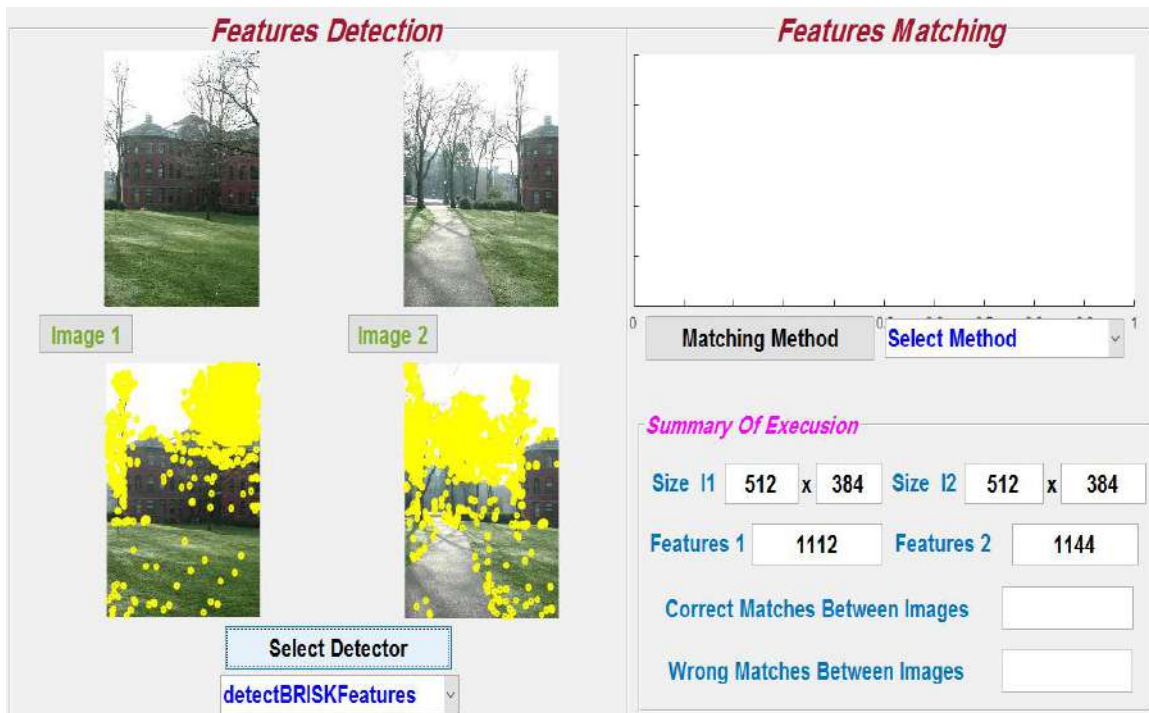 Features Detection
Features Matching
Image 1
Image 2
0
1
Matching Method
Select Method
Summary Of Execusion
Size I1 512 x 384 Size I2 512 x 384
Features 1 1112 Features 2 1144
Correct Matches Between Images
Wrong Matches Between Images
Select Detector
detectBRISKFeatures